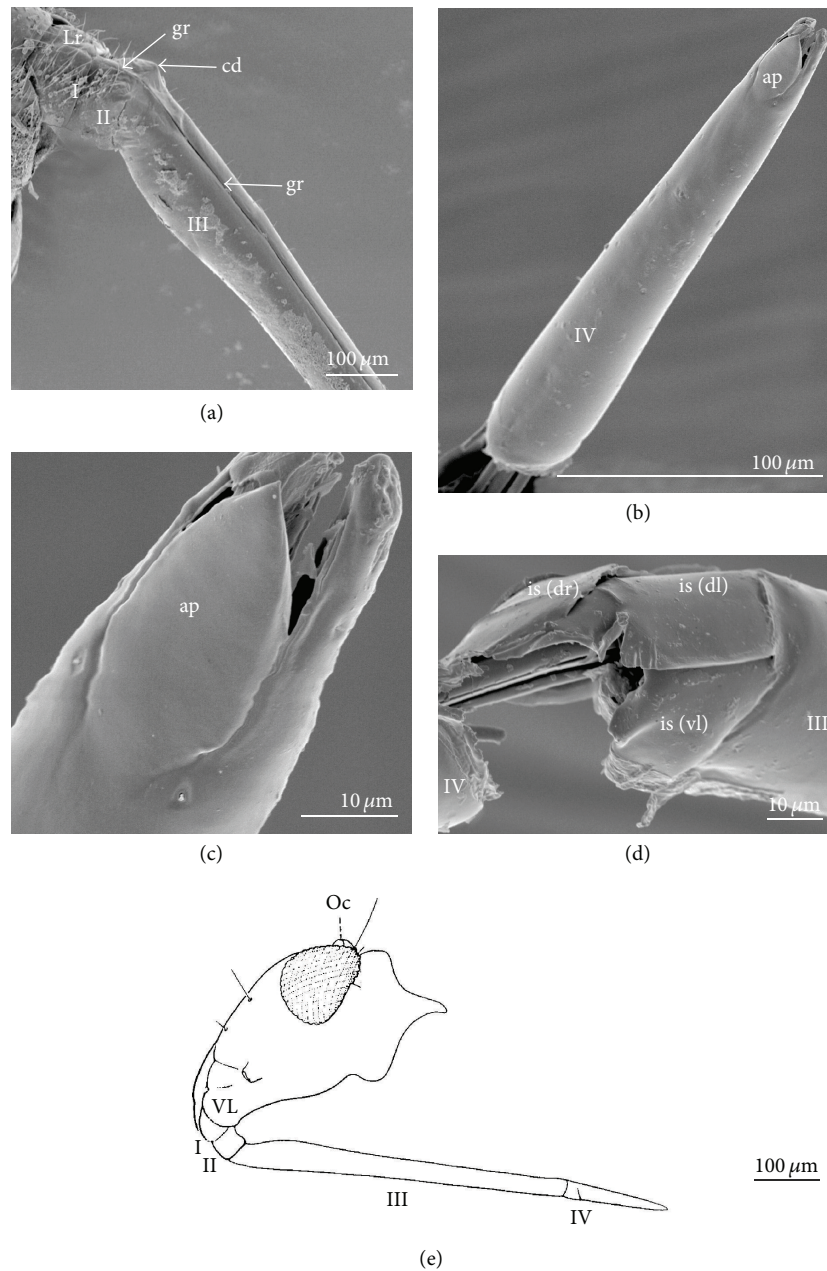 Lr
gr
cd
I
II
gr
III
100 μm
(a)
ap
IV
100 μm
(b)
ap
10 μm
(c)
is (dr)
is (dl)
is (vl)
III
IV
10 μm
(d)
Oc
VL
I
II
III
IV
100 μm
(e)